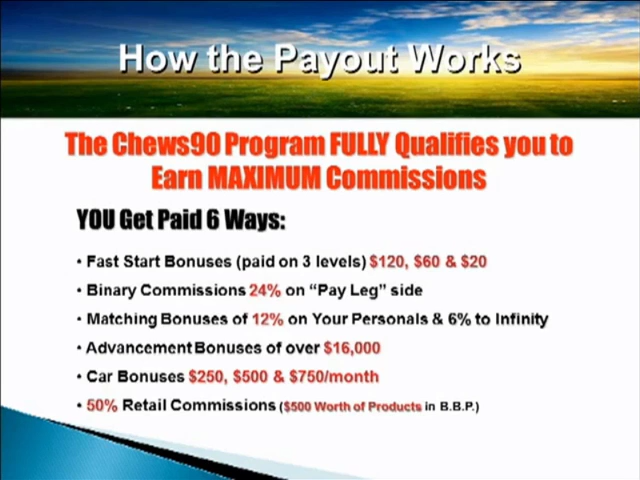 How the Payout Works
The Chews90 Program FULLY Qualifies you to
Earn MAXIMUM Commissions
YOU Get Paid 6 Ways:
• Fast Start Bonuses (paid on 3 levels) $120, $60 & $20
• Binary Commissions 24% on “Pay Leg” side
• Matching Bonuses of 12% on Your Personals & 6% to Infinity
• Advancement Bonuses of over $16,000
• Car Bonuses $250, $500 & $750/month
• 50% Retail Commissions ($500 Worth of Products in B.B.P.)